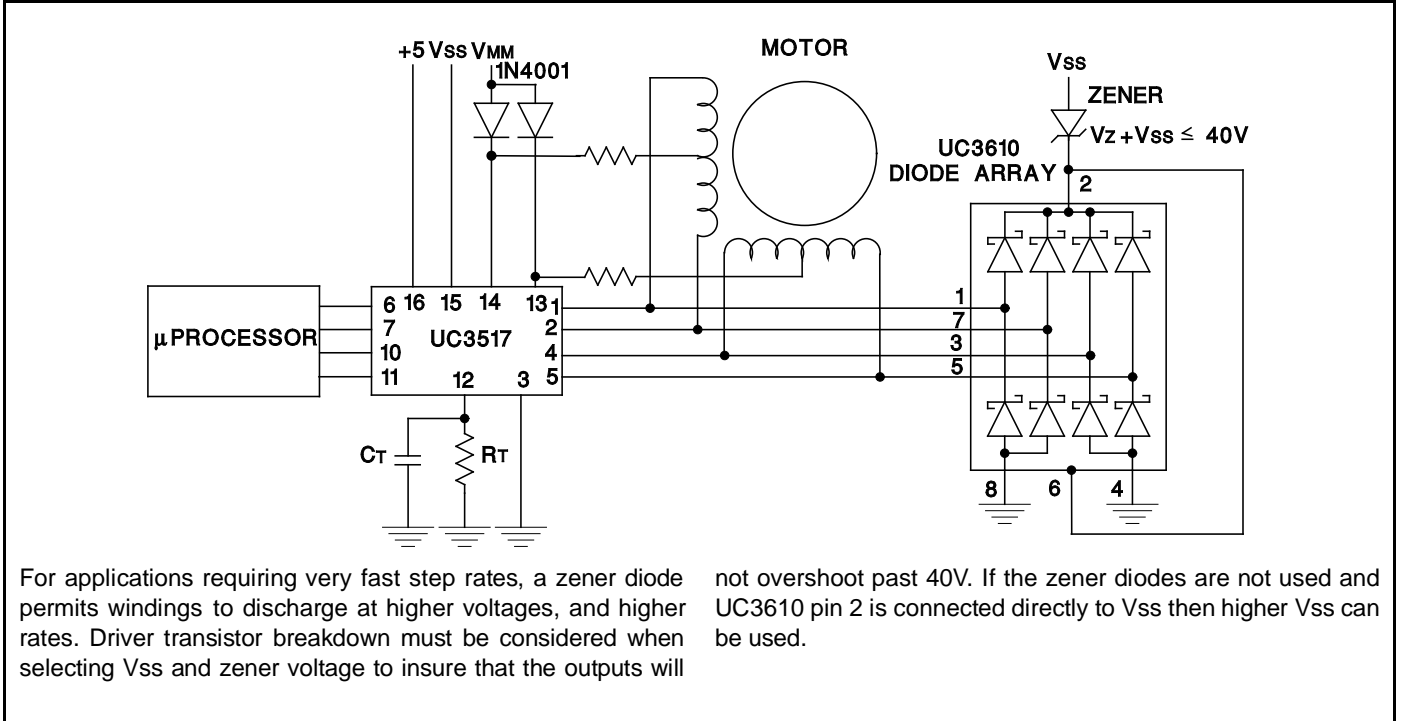 +5 Vss VMM
1N4001
MOTOR
Vss
ZENER
Vz +Vss ≤ 40V
UC3610
DIODE ARRAY
2
µPROCESSOR
6 16 15 14 13 1
7 UC3517 2
10 4
11 12 3 5
1
7
3
5
CT RT
8 6 4
For applications requiring very fast step rates, a zener diode
permits windings to discharge at higher voltages, and higher
rates. Driver transistor breakdown must be considered when
selecting Vss and zener voltage to insure that the outputs will
not overshoot past 40V. If the zener diodes are not used and
UC3610 pin 2 is connected directly to Vss then higher Vss can
be used.